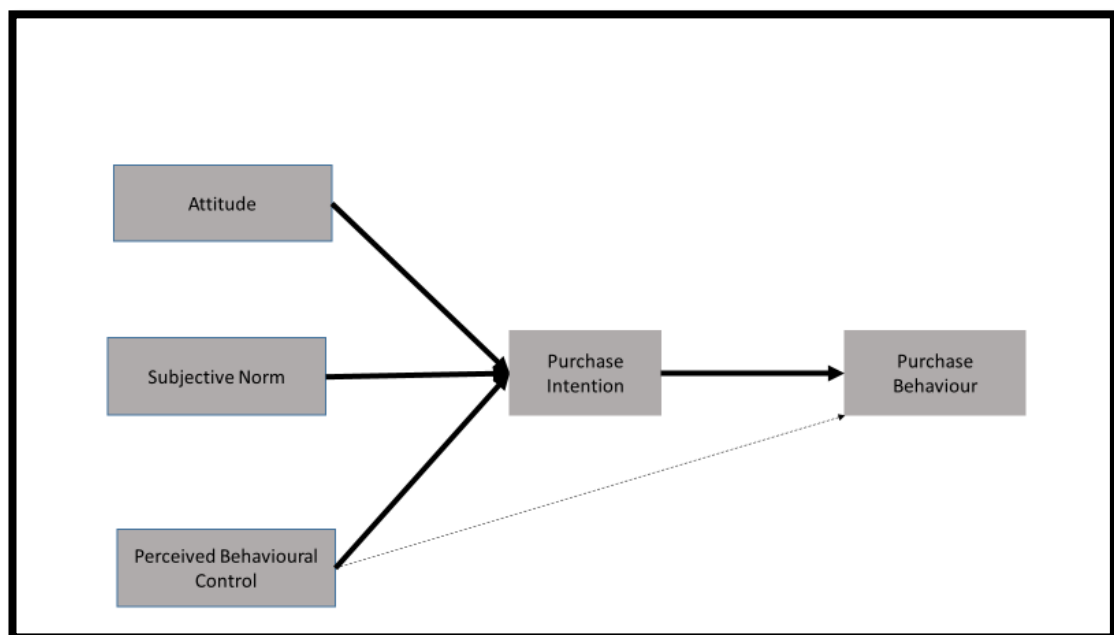 Attitude
Subjective Norm
Perceived Behavioural
Control
Purchase
Intention
Purchase
Behaviour